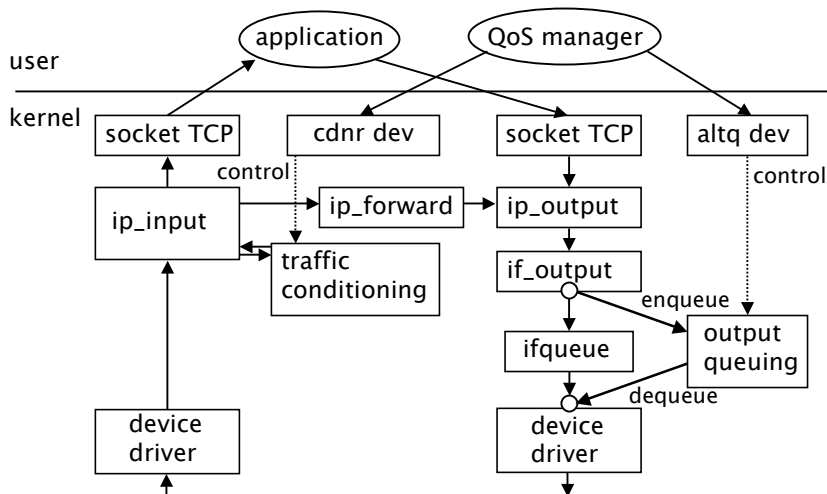 application
QoS manager
user
kernel
socket TCP
cdnr dev
socket TCP
altq dev
control
control
ip_input
ip_forward
ip_output
traffic
conditioning
if_output
enqueue
ifqueue
output
queuing
dequeue
device
driver
device
driver